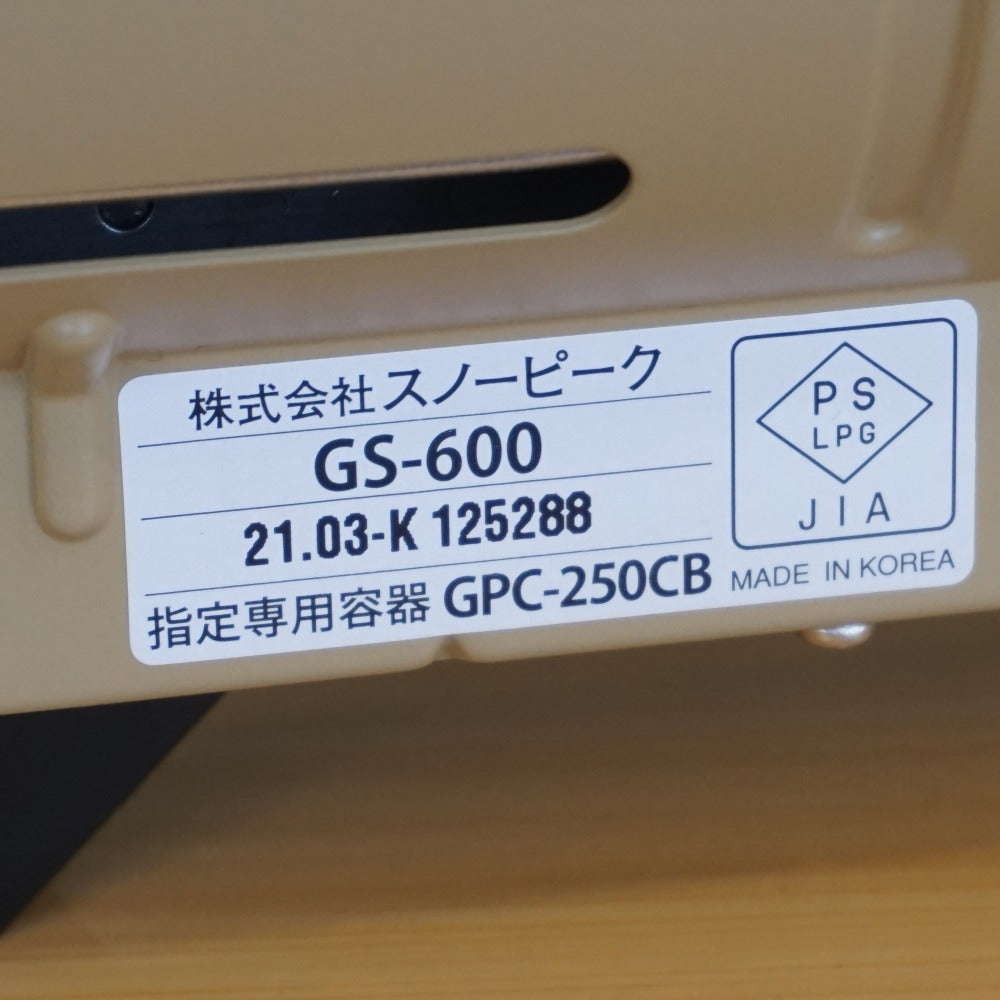 株式会社スノーピーク
GS-600
21.03-K 125288
指定専用容器 GPC-250CB
PS
LPG
JIA
MADE IN KOREA